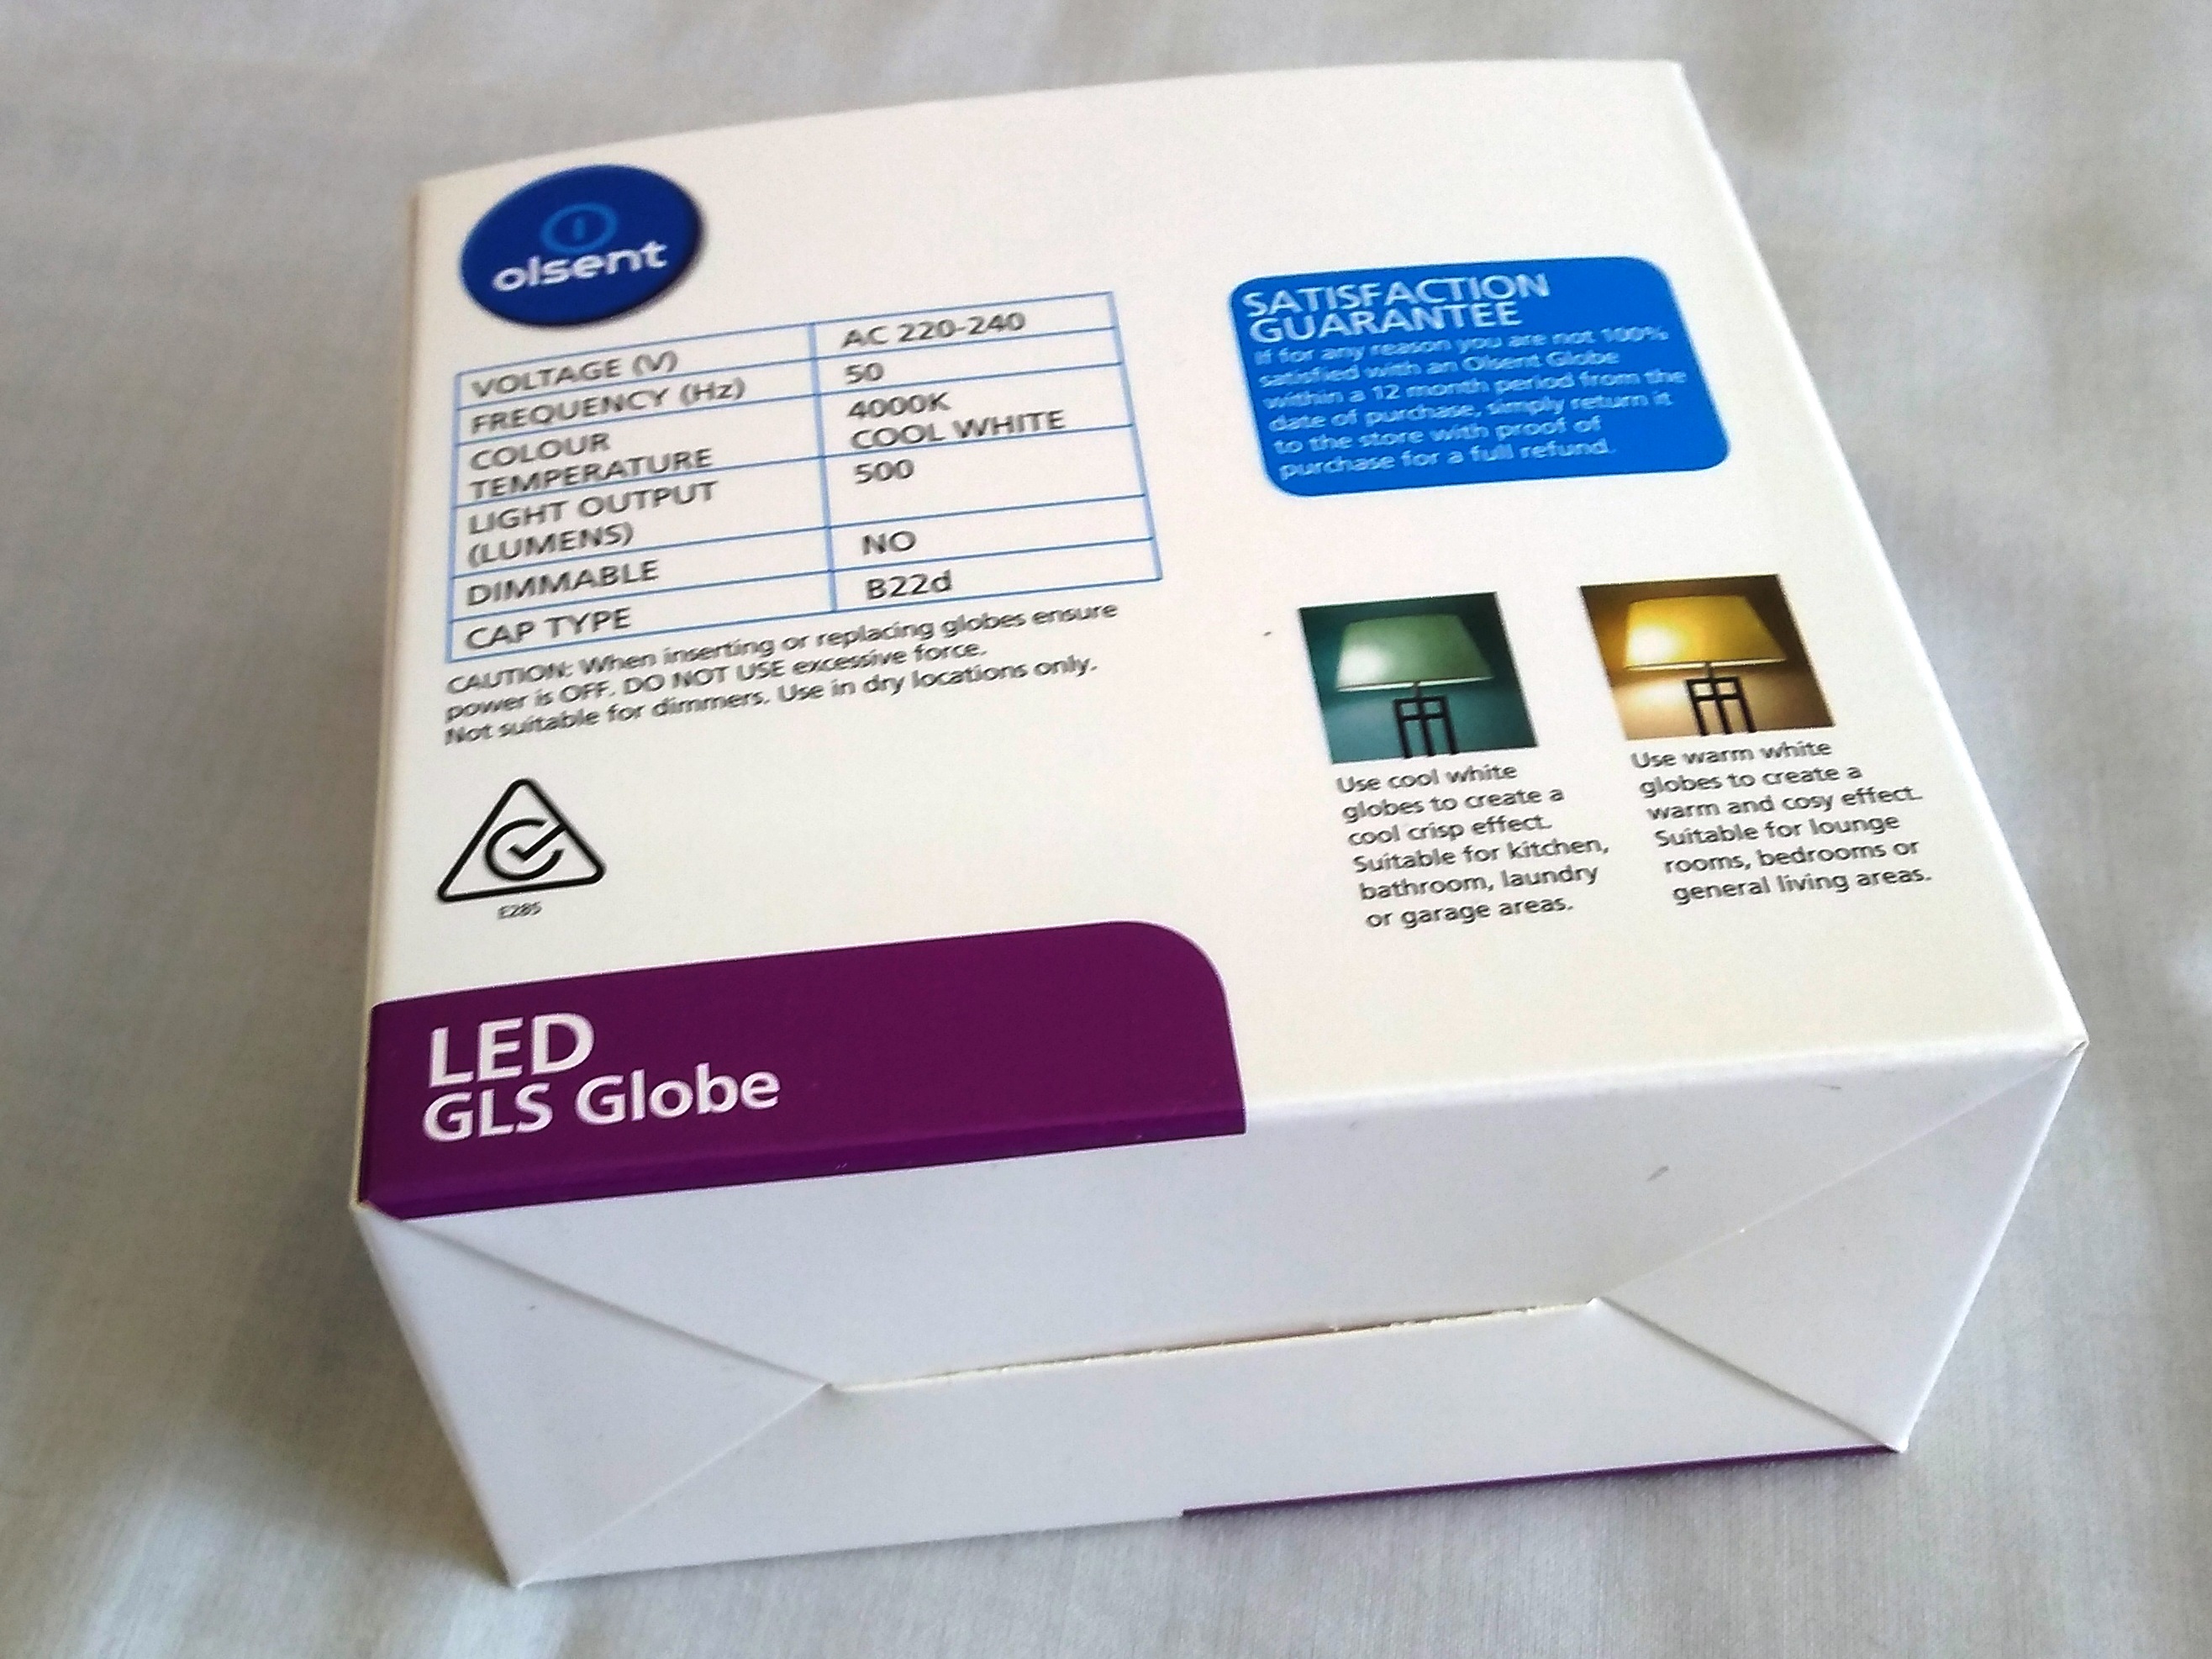 olsent
VOLTAGE (V) AC 220-240
FREQUENCY (Hz) 50
COLOUR 4000K
TEMPERATURE COOL WHITE
LIGHT OUTPUT 500
(LUMENS)
DIMMABLE NO
CAP TYPE B22d
CAUTION: When inserting or replacing globes ensure
power is OFF. DO NOT USE excessive force.
Not suitable for dimmers. Use in dry locations only.
E285
LED
GLS Globe
SATISFACTION
GUARANTEE
If for any reason you are not 100%
satisfied with an Olsent Globe
within a 12 month period from the
date of purchase, simply return it
to the store with proof of
purchase for a full refund.
Use cool white
globes to create a
cool crisp effect.
Suitable for kitchen,
bathroom, laundry
or garage areas.
Use warm white
globes to create a
warm and cosy effect.
Suitable for lounge
rooms, bedrooms or
general living areas.